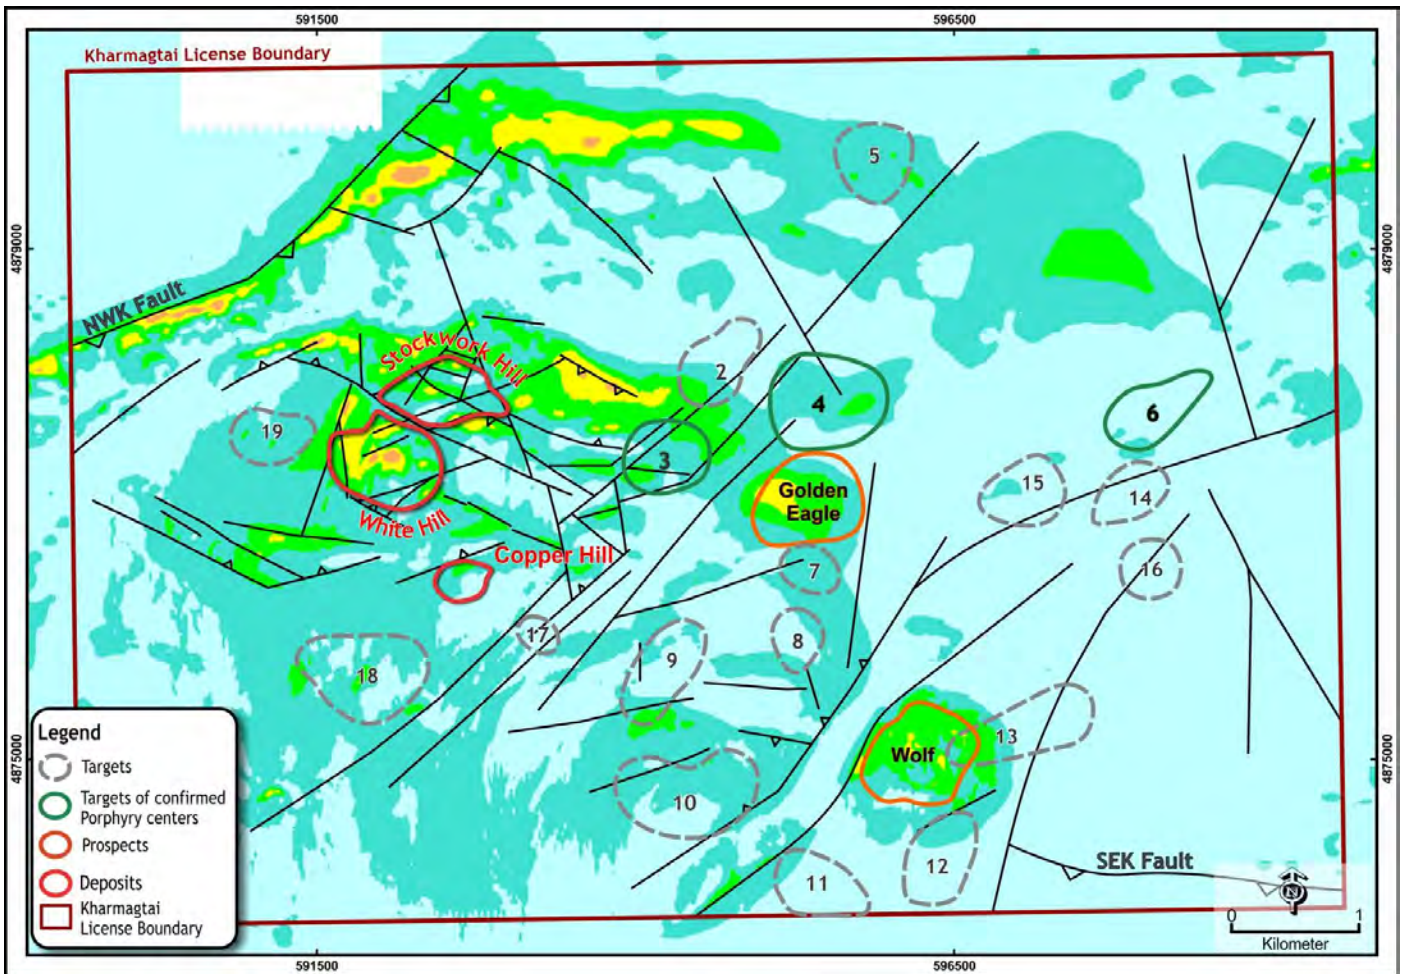 591500
596500
Kharmagtai License Boundary
5
4879000
4879000
NWK Fault
Stockwork Hill
2
4
6
19
3
15
14
Golden
Eagle
White Hill
Copper Hill
7
16
17
8
9
18
13
Wolf
10
4875000
4875000
12
11
SEK Fault
Legend
Targets
Targets of confirmed
Porphyry centers
Prospects
Deposits
Kharmagtai
License Boundary
N
0
1
Kilometer
591500
596500